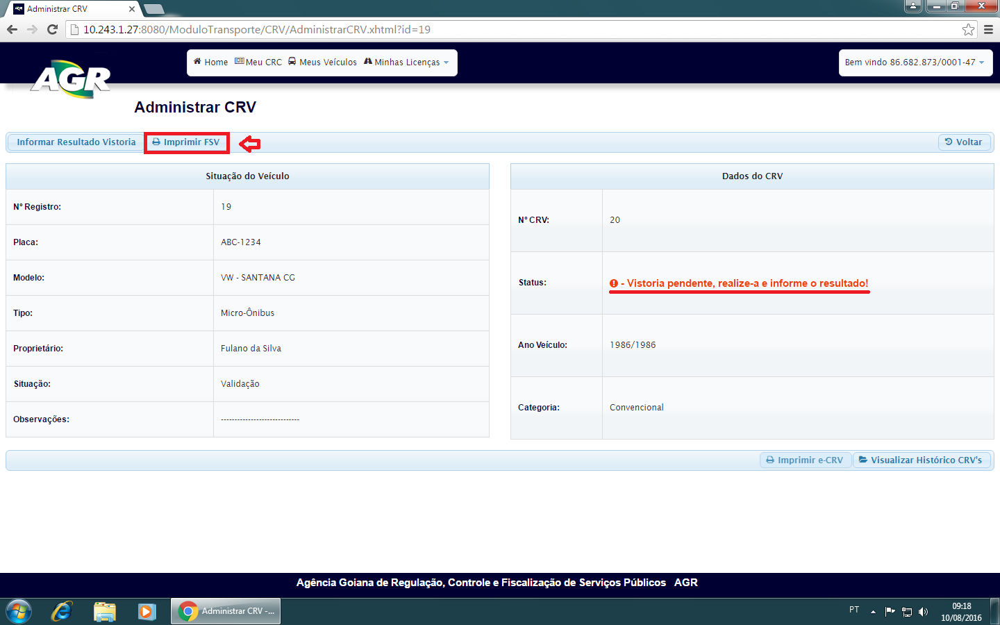 Administrar CRV
10.243.1.27:8080/ModuloTransporte/CRV/AdministrarCRV.xhtml?id=19
AGR
Home Meu CRC Meus Veículos Minhas Licenças
Bem vindo 86.682.873/0001-47
Administrar CRV
Informar Resultado Vistoria Imprimir FSV
Voltar
Situação do Veículo
Nº Registro: 19
Placa: ABC-1234
Modelo: VW - SANTANA CG
Tipo: Micro-Ônibus
Proprietário: Fulano da Silva
Situação: Validação
Observações: ----------------------------
Dados do CRV
Nº CRV: 20
Status: - Vistoria pendente, realize-a e informe o resultado!
Ano Veículo: 1986/1986
Categoria: Convencional
Imprimir e-CRV Visualizar Histórico CRV's
Agência Goiana de Regulação, Controle e Fiscalização de Serviços Públicos AGR
Administrar CRV -...
PT
09:18
10/08/2016